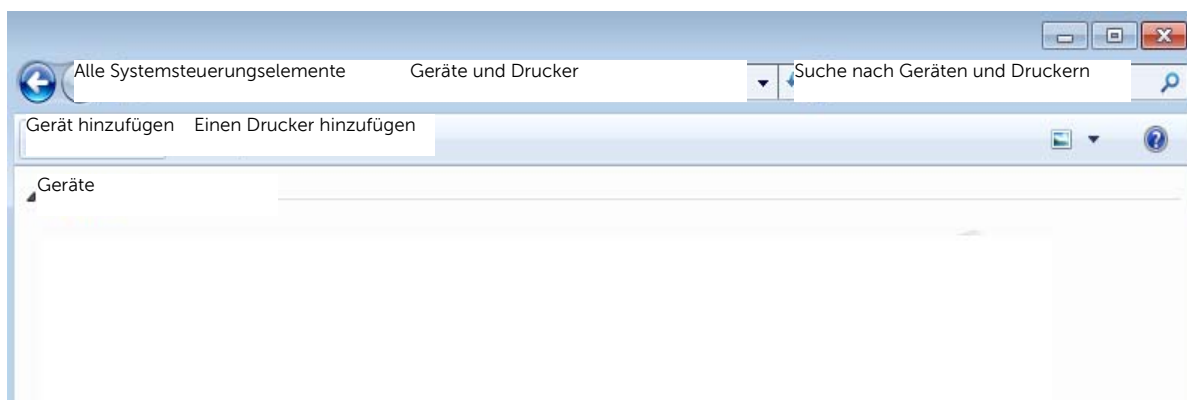 Alle Systemsteuerungselemente Geräte und Drucker Suche nach Geräten und Druckern
Gerät hinzufügen Einen Drucker hinzufügen
Geräte